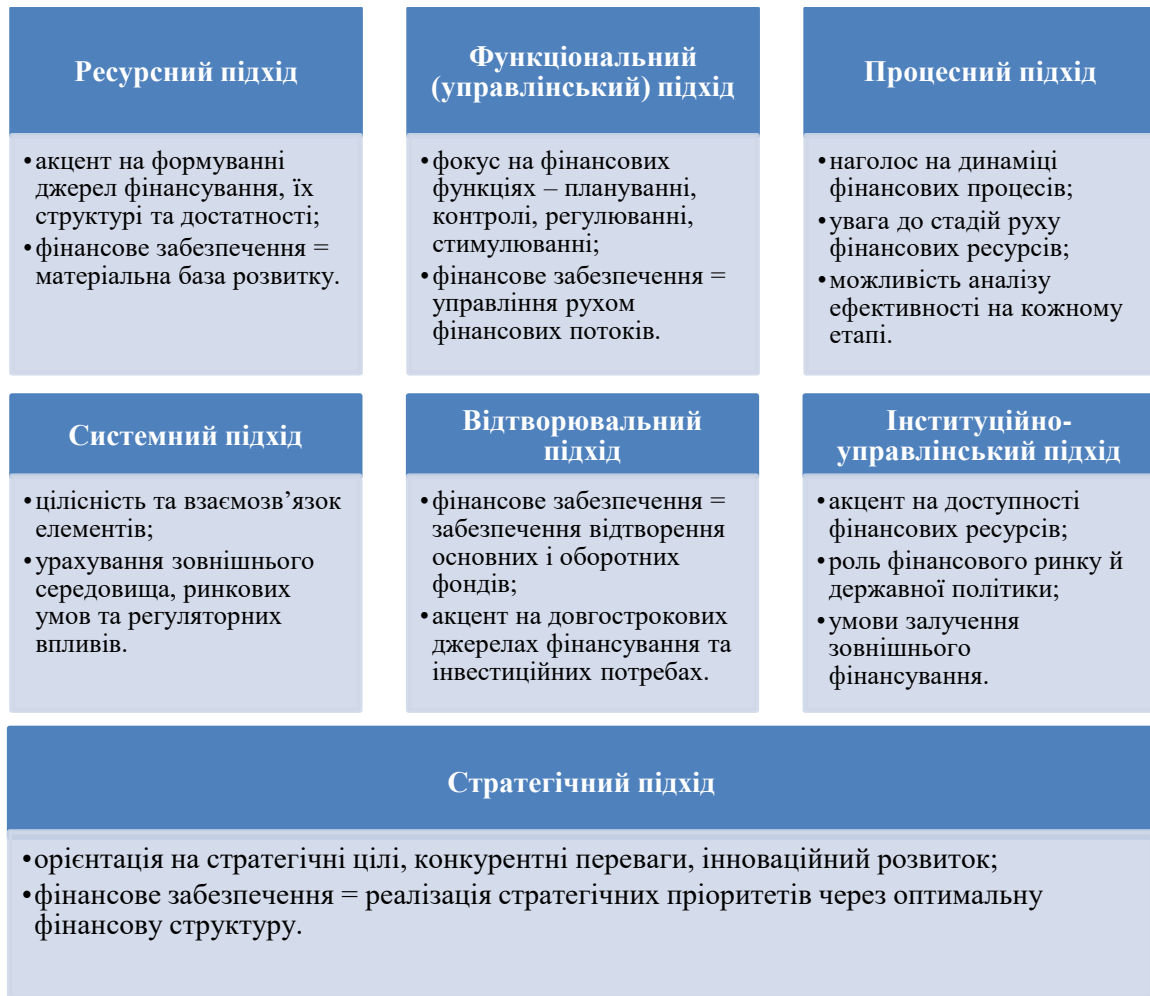 Ресурсний підхід
•акцент на формуванні
джерел фінансування, їх
структурі та достатності;
•фінансове забезпечення =
матеріальна база розвитку.
Функціональний
(управлінський) підхід
•фокус на фінансових
функціях – плануванні,
контролі, регулюванні,
стимулюванні;
•фінансове забезпечення =
управління рухом
фінансових потоків.
Процесний підхід
•наголос на динаміці
фінансових процесів;
•увага до стадій руху
фінансових ресурсів;
•можливість аналізу
ефективності на кожному
етапі.
Системний підхід
•цілісність та взаємозв’язок
елементів;
•урахування зовнішнього
середовища, ринкових
умов та регуляторних
впливів.
Відтворювальний
підхід
•фінансове забезпечення =
забезпечення відтворення
основних і оборотних
фондів;
•акцент на довгострокових
джерелах фінансування та
інвестиційних потребах.
Інституційно-
управлінський підхід
•акцент на доступності
фінансових ресурсів;
•роль фінансового ринку й
державної політики;
•умови залучення
зовнішнього
фінансування.
Стратегічний підхід
•орієнтація на стратегічні цілі, конкурентні переваги, інноваційний розвиток;
•фінансове забезпечення = реалізація стратегічних пріоритетів через оптимальну
фінансову структуру.